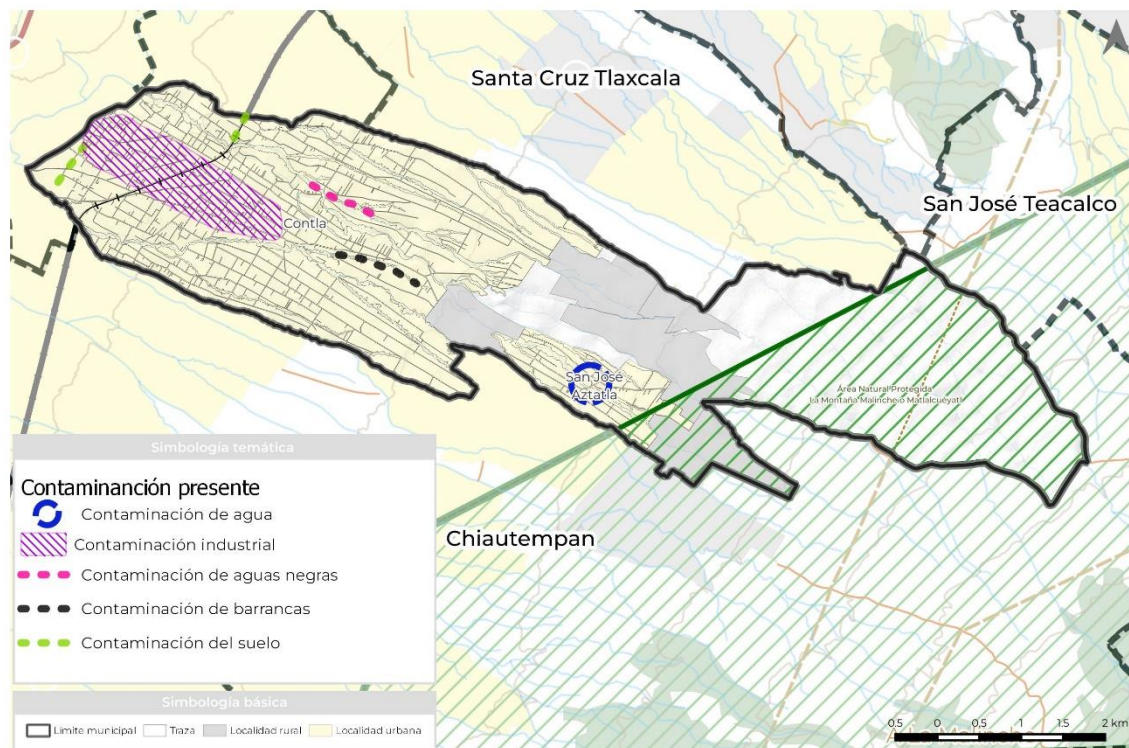 Santa Cruz Tlaxcala
San José Teacalco
Contla
San José
Aztatla
Área Natural Protegida
La Montaña Malinche o Matlalcuéyatl
Chiautempan
Simbología temática
Contaminanción presente
Contaminación de agua
Contaminación industrial
Contaminación de aguas negras
Contaminación de barrancas
Contaminación del suelo
Simbología básica
Límite municipal
Traza
Localidad rural
Localidad urbana
0.5 0 0.5 1 1.5 2 km